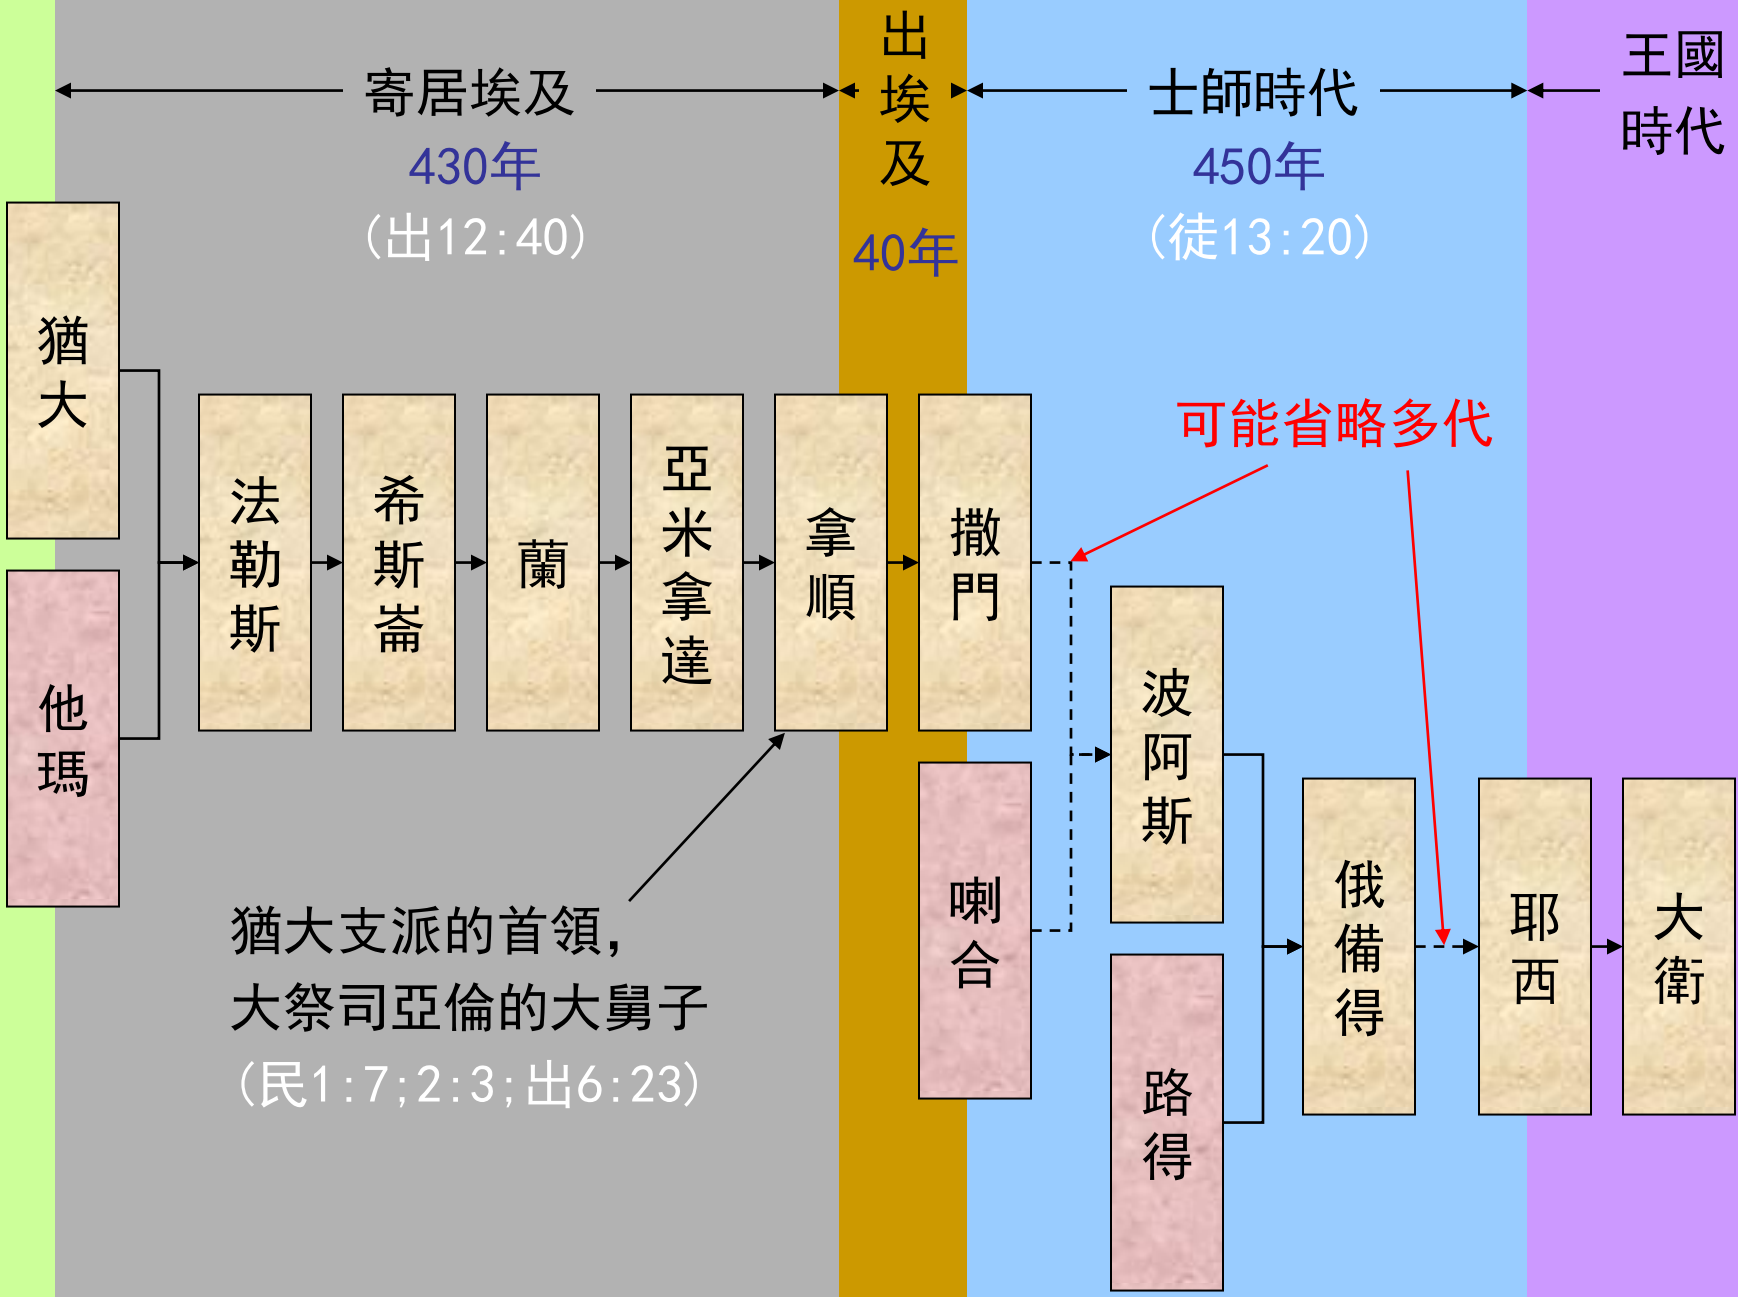 寄居埃及
430年
(出12:40)
出埃及
40年
士師時代
450年
(徒13:20)
王國
時代
猶大
他瑪
法勒斯
希斯崙
蘭
亞米拿達
拿順
撒門
喇合
可能省略多代
波阿斯
路得
俄備得
耶西
大衛
猶大支派的首領,
大祭司亞倫的大舅子
(民1:7;2:3;出6:23)